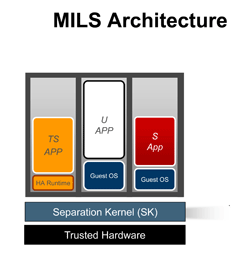 MILS Architecture
TS
APP
HA Runtime
U
APP
Guest OS
S
App
Guest OS
Separation Kernel (SK)
Trusted Hardware